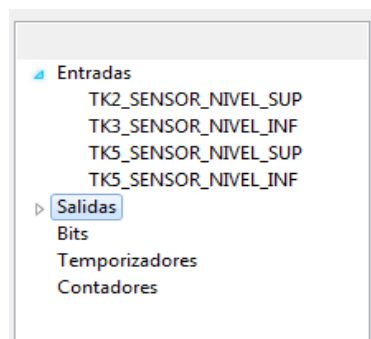 Entradas
TK2_SENSOR_NIVEL_SUP
TK3_SENSOR_NIVEL_INF
TK5_SENSOR_NIVEL_SUP
TK5_SENSOR_NIVEL_INF
Salidas
Bits
Temporizadores
Contadores